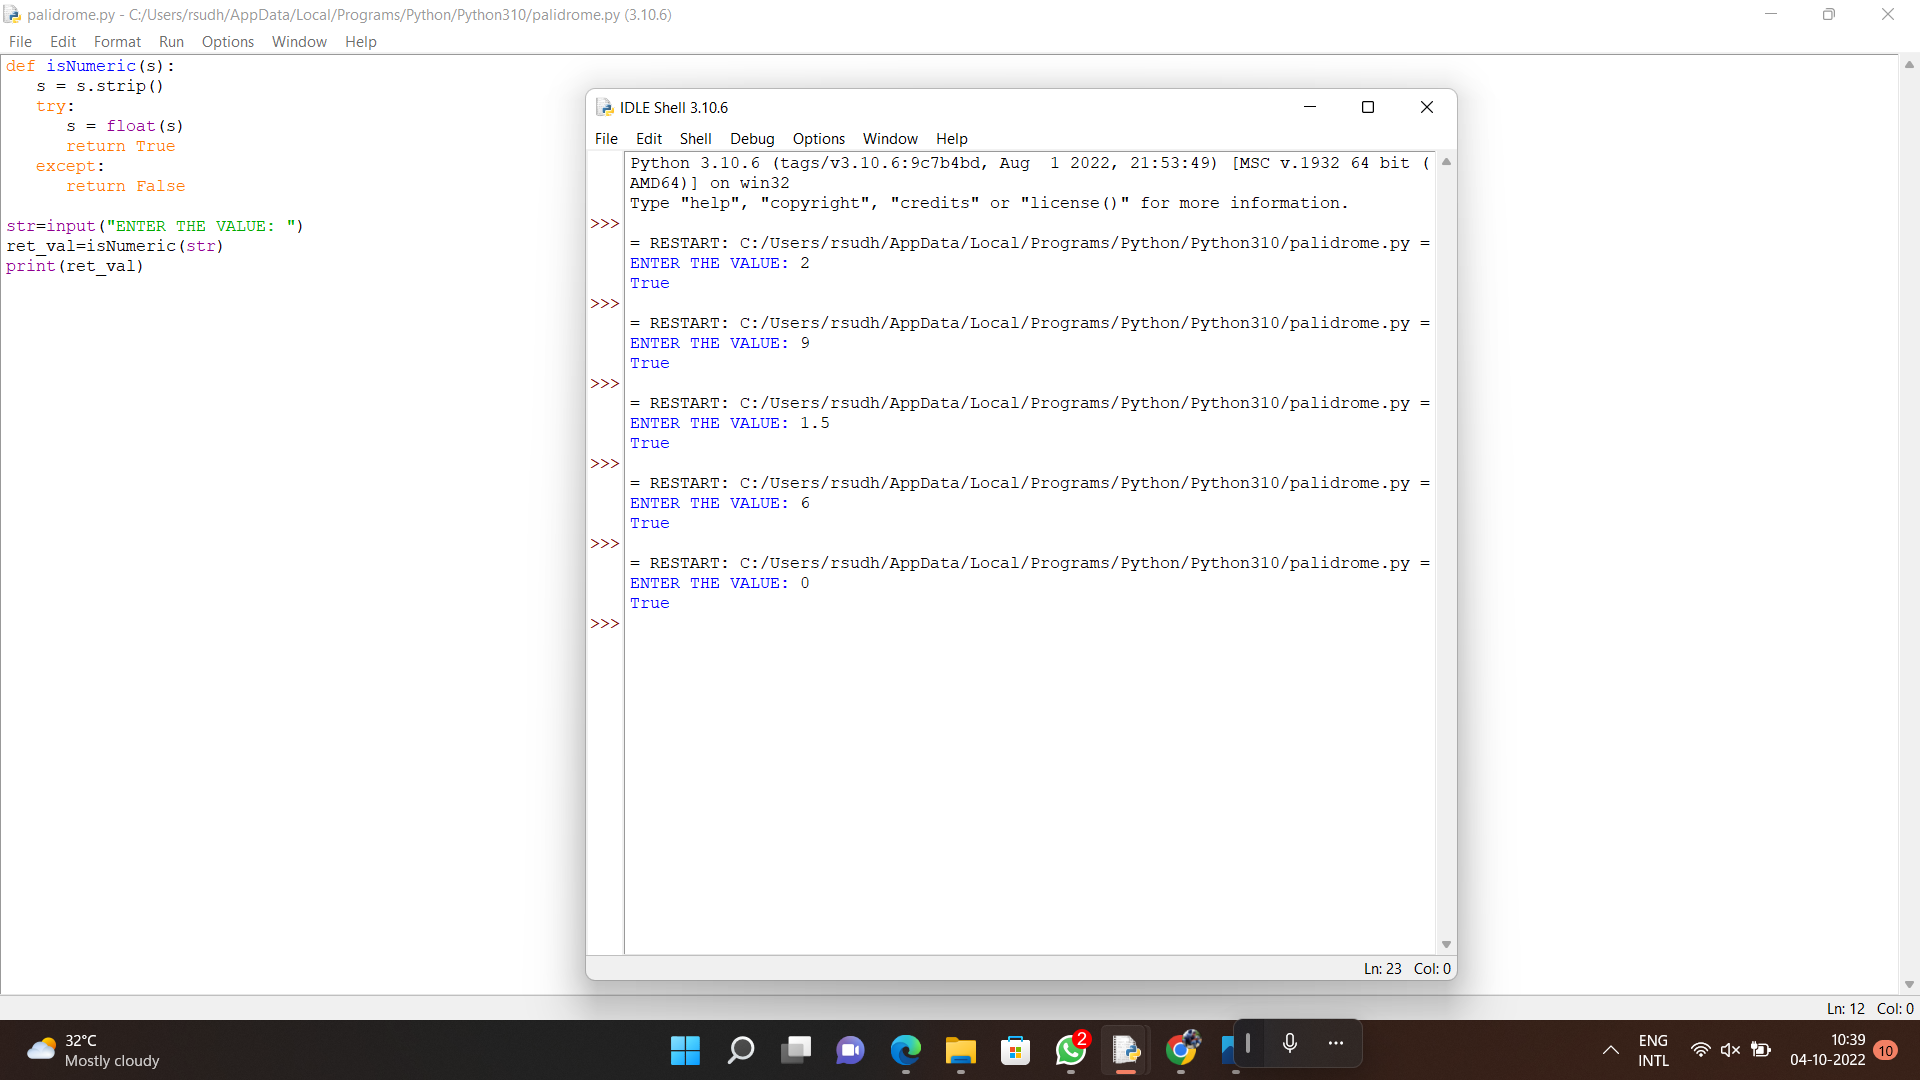 palidrome.py - C:/Users/rsudh/AppData/Local/Programs/Python/Python310/palidrome.py (3.10.6)
File Edit Format Run Options Window Help
def isNumeric(s):
   s = s.strip()
   try:
      s = float(s)
      return True
   except:
      return False

str=input("ENTER THE VALUE: ")
ret_val=isNumeric(str)
print(ret_val)
IDLE Shell 3.10.6
File Edit Shell Debug Options Window Help
Python 3.10.6 (tags/v3.10.6:9c7b4bd, Aug  1 2022, 21:53:49) [MSC v.1932 64 bit (
AMD64)] on win32
Type "help", "copyright", "credits" or "license()" for more information.
>>>
= RESTART: C:/Users/rsudh/AppData/Local/Programs/Python/Python310/palidrome.py =
ENTER THE VALUE: 2
True
>>>
= RESTART: C:/Users/rsudh/AppData/Local/Programs/Python/Python310/palidrome.py =
ENTER THE VALUE: 9
True
>>>
= RESTART: C:/Users/rsudh/AppData/Local/Programs/Python/Python310/palidrome.py =
ENTER THE VALUE: 1.5
True
>>>
= RESTART: C:/Users/rsudh/AppData/Local/Programs/Python/Python310/palidrome.py =
ENTER THE VALUE: 6
True
>>>
= RESTART: C:/Users/rsudh/AppData/Local/Programs/Python/Python310/palidrome.py =
ENTER THE VALUE: 0
True
>>>
Ln: 23 Col: 0
Ln: 12 Col: 0
32°C
Mostly cloudy
2
ENG
INTL
10:39
04-10-2022
10